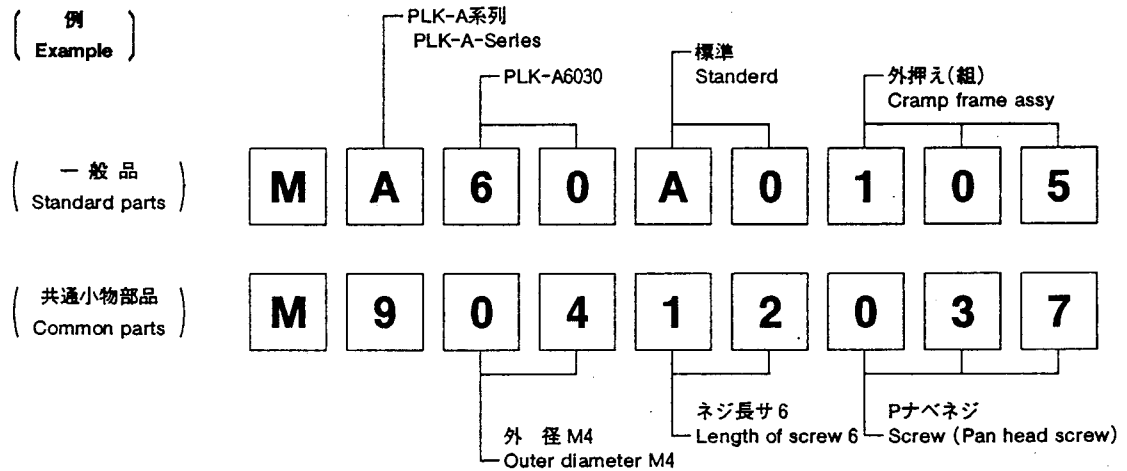 例
Example
PLK-A系列
PLK-A-Series
PLK-A6030
標準
Standerd
外押え(組)
Cramp frame assy
一般品
Standard parts
M A 6 0 A 0 1 0 5
共通小物部品
Common parts
M 9 0 4 1 2 0 3 7
外 径 M4
Outer diameter M4
ネジ長サ 6
Length of screw 6
Pナベネジ
Screw (Pan head screw)